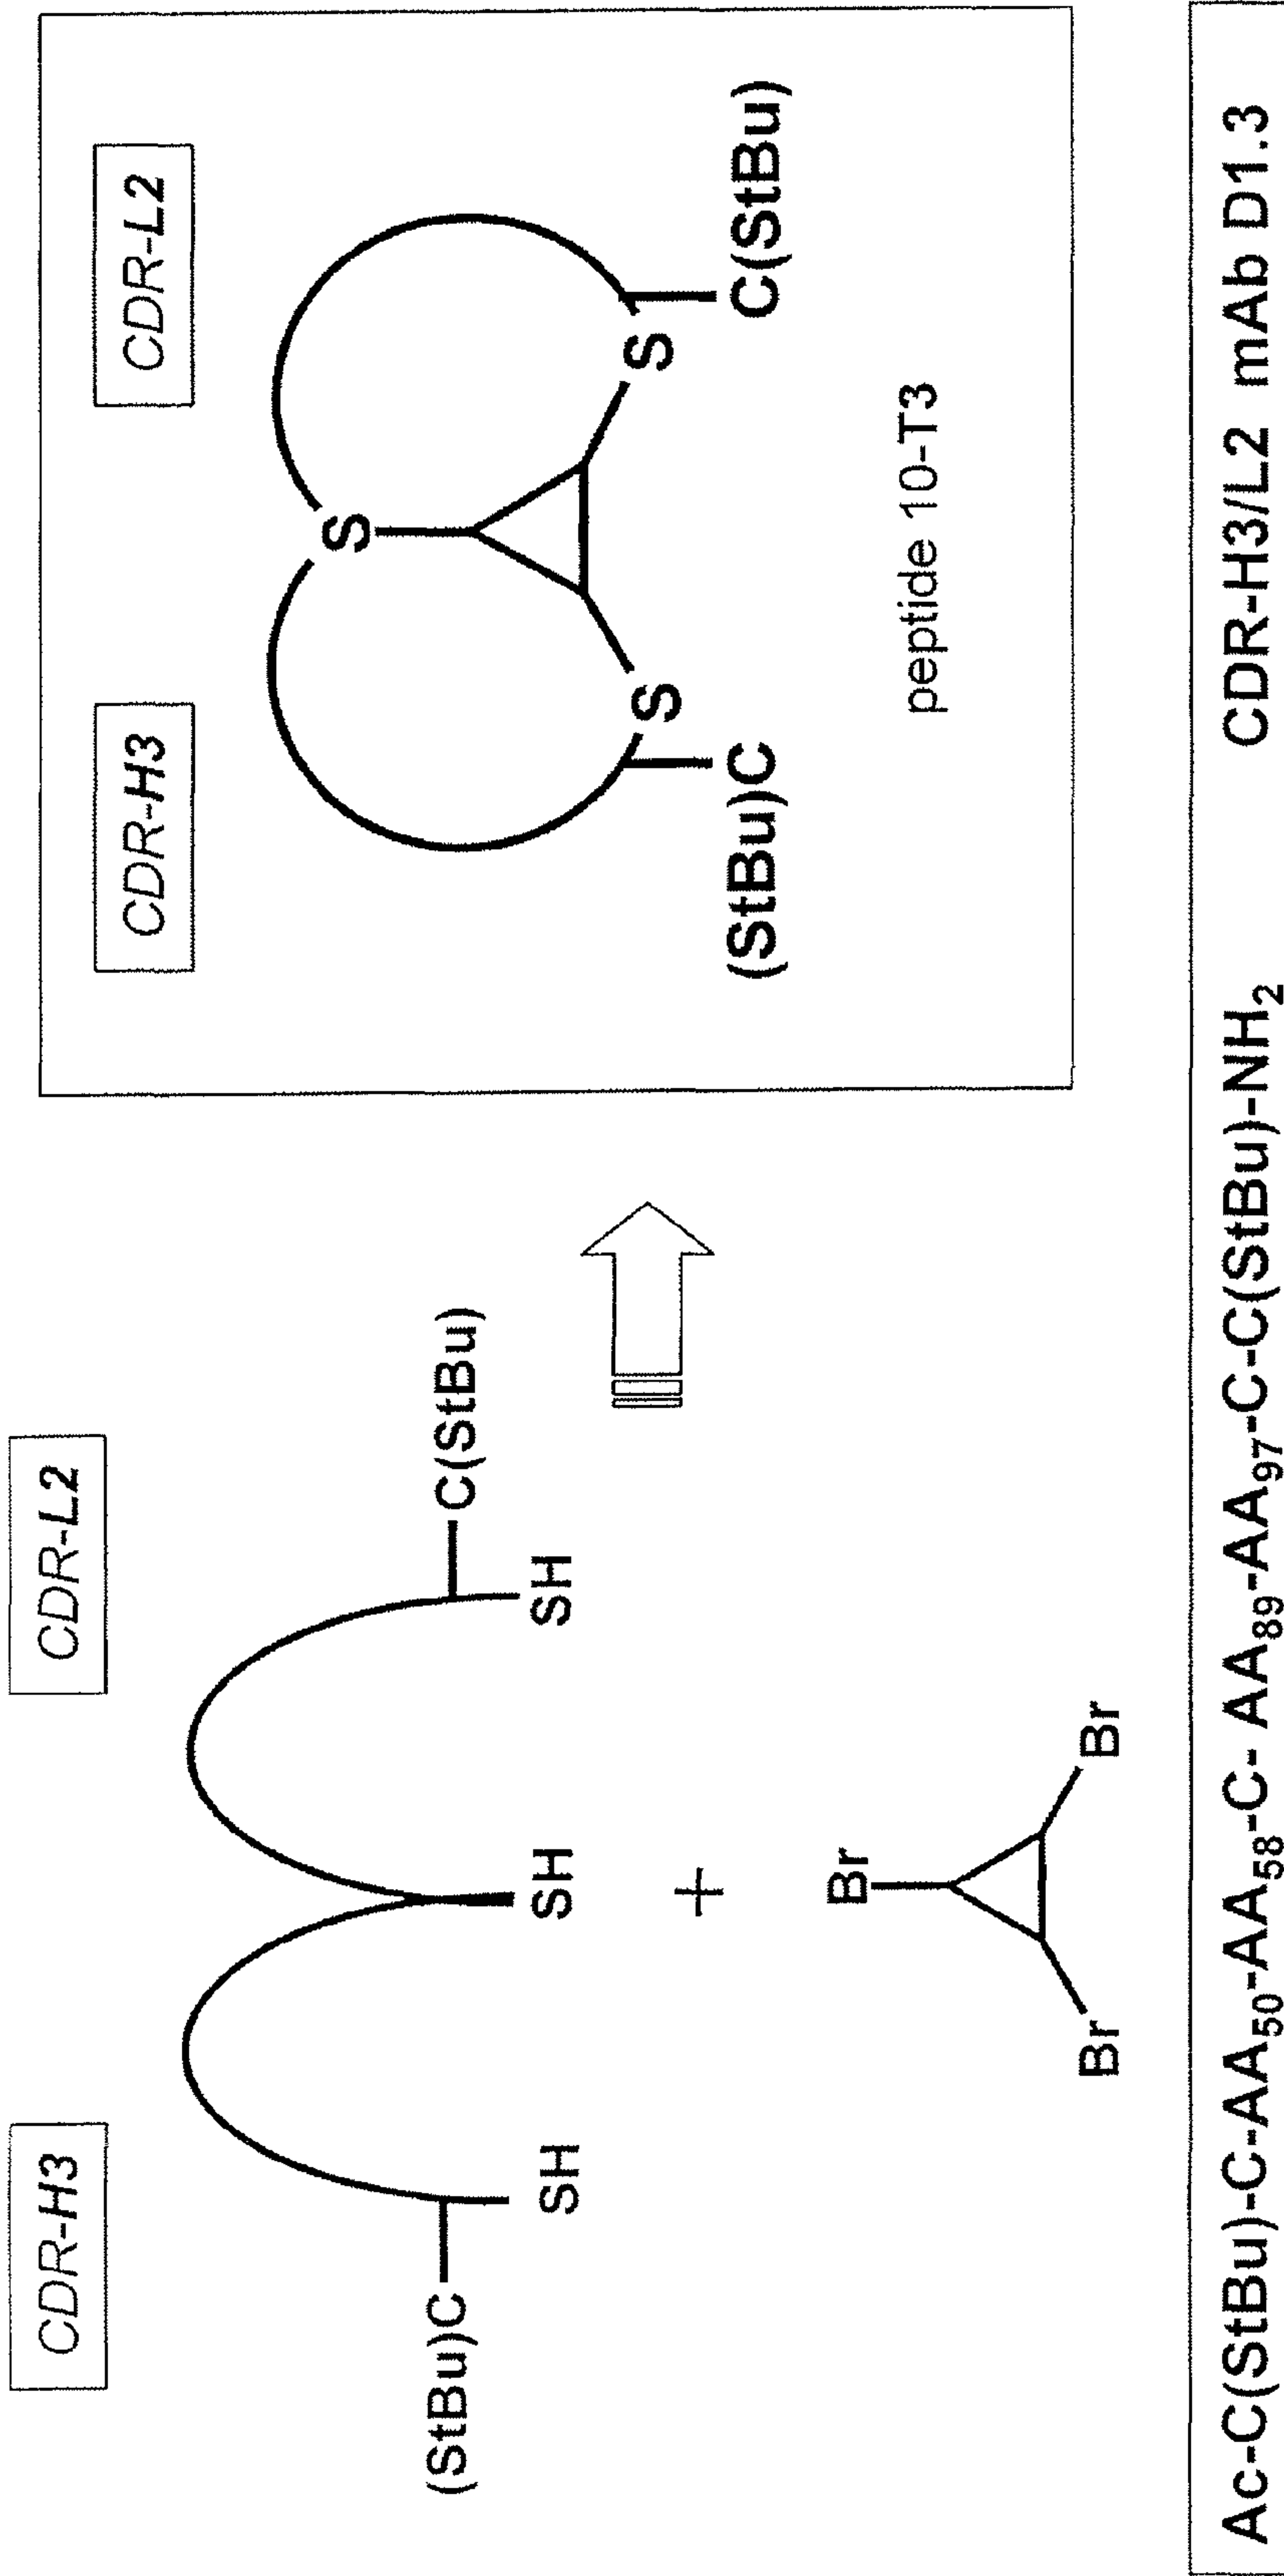 CDR-H3
CDR-L2
(StBu)C
SH
SH
SH
C(StBu)
+
Br
Br
Br
CDR-H3
CDR-L2
S
S
S
(StBu)C
C(StBu)
peptide 10-T3
Ac-C(StBu)-C-AA50-AA58-C- AA89-AA97-C-C(StBu)-NH2 CDR-H3/L2 mAb D1.3